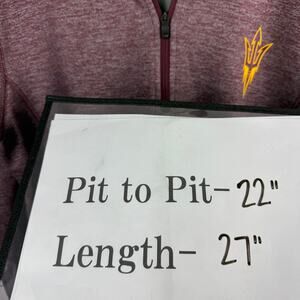 Pit to Pit- 22"
Length- 27"